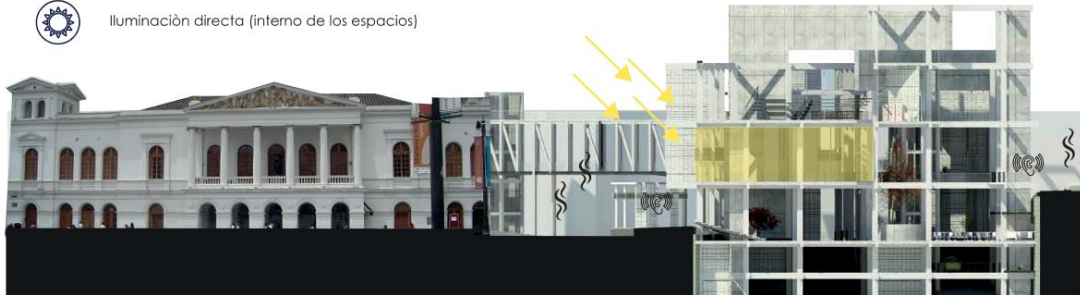 Iluminaciòn directa (interno de los espacios)